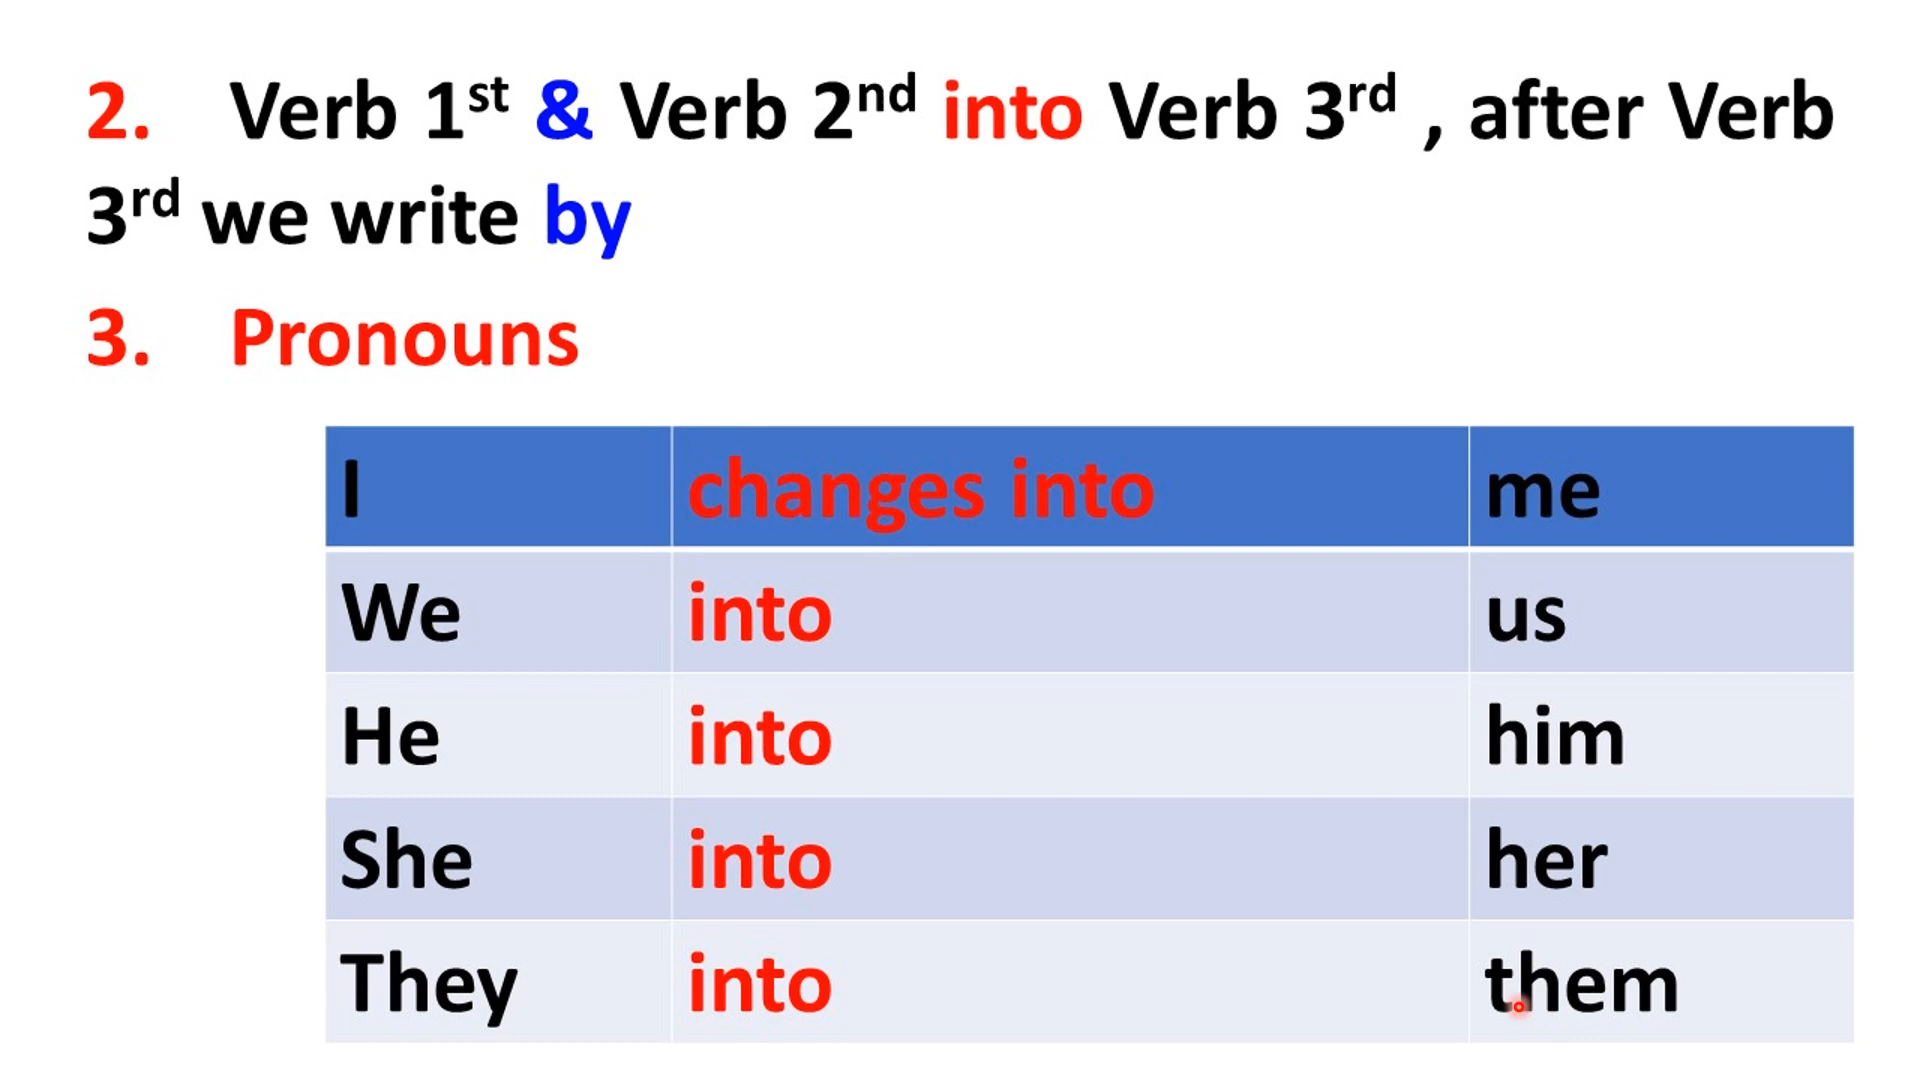 2. Verb 1st & Verb 2nd into Verb 3rd , after Verb
3rd we write by
3. Pronouns
I changes into me
We into us
He into him
She into her
They into them